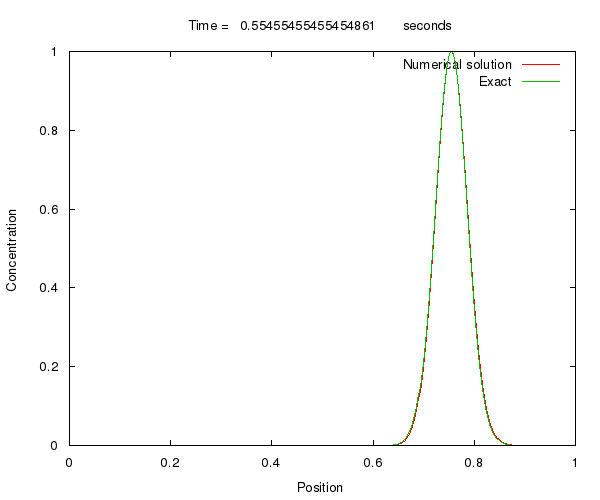 Time = 0.55455455455454861 seconds
1
Numerical solution
Exact
0.8
0.6
Concentration
0.4
0.2
0
0 0.2 0.4 0.6 0.8 1
Position